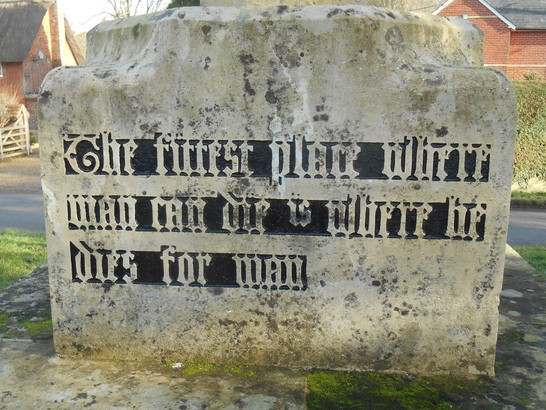 The finest place where
man can die is where he
dies for man